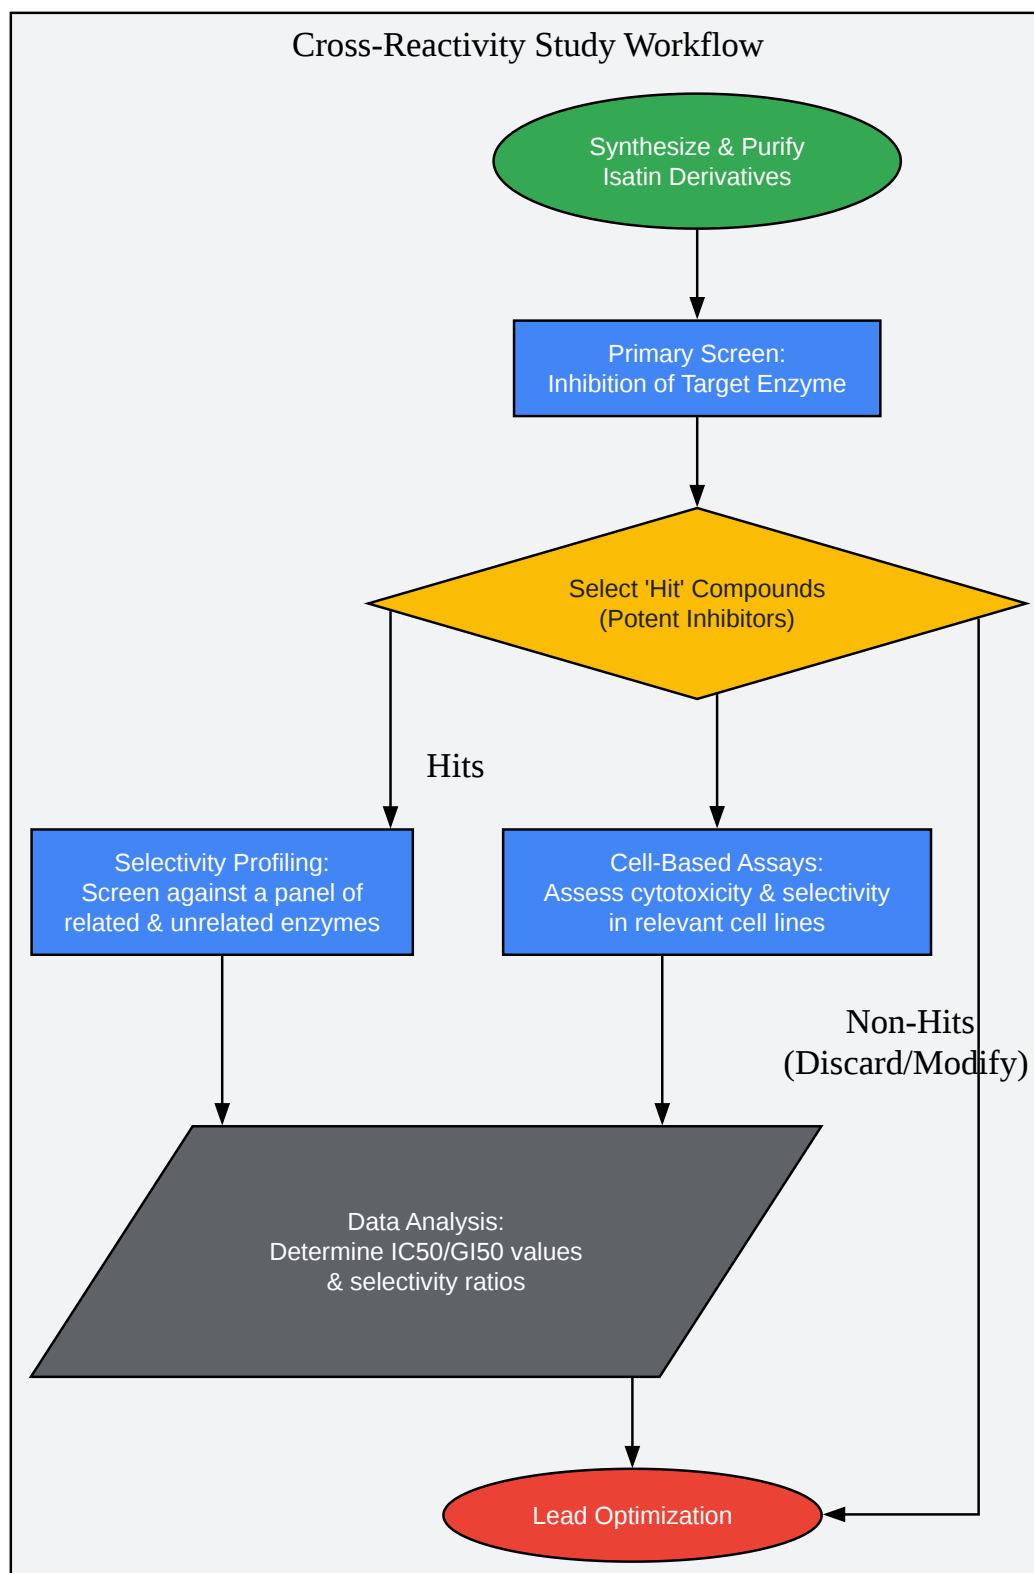 Cross-Reactivity Study Workflow
Synthesize & Purify
Isatin Derivatives
Primary Screen:
Inhibition of Target Enzyme
Select 'Hit' Compounds
(Potent Inhibitors)
Hits
Selectivity Profiling:
Screen against a panel of
related & unrelated enzymes
Cell-Based Assays:
Assess cytotoxicity & selectivity
in relevant cell lines
Non-Hits
(Discard/Modify)
Data Analysis:
Determine IC50/GI50 values
& selectivity ratios
Lead Optimization